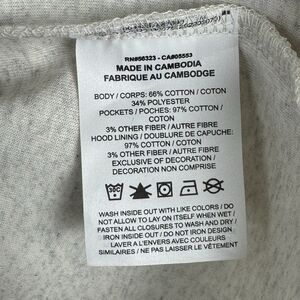 RN#56323 - CA#05553
MADE IN CAMBODIA
FABRIQUE AU CAMBODGE
BODY / CORPS: 66% COTTON / COTON
34% POLYESTER
POCKETS / POCHES: 97% COTTON /
COTON
3% OTHER FIBER / AUTRE FIBRE
HOOD LINING / DOUBLURE DE CAPUCHE:
97% COTTON / COTON
3% OTHER FIBER / AUTRE FIBRE
EXCLUSIVE OF DECORATION /
DECORATION NON COMPRISE
WASH INSIDE OUT WITH LIKE COLORS / DO
NOT ALLOW TO LAY ON ITSELF WHEN WET /
FASTEN ALL CLOSURES TO WASH AND DRY /
IRON INSIDE OUT / DO NOT IRON DESIGN
LAVER A L'ENVERS AVEC COULEURS
SIMILAIRES / NE PAS LAISSER LE VÊTEMENT